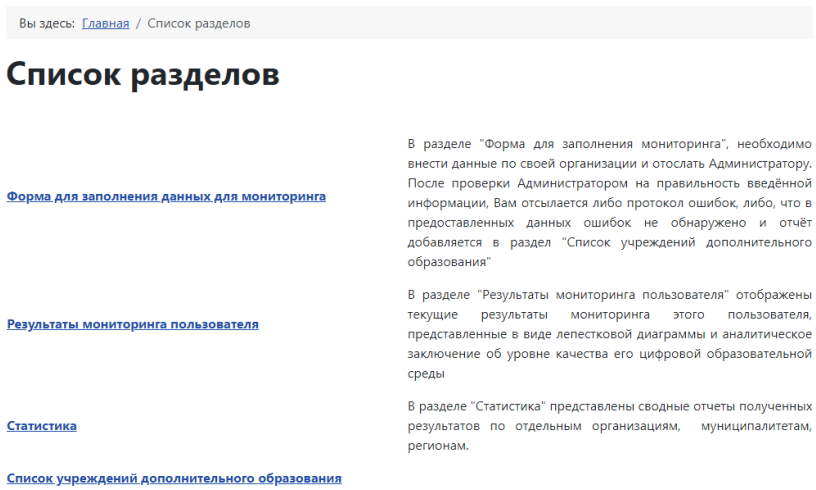 Вы здесь: Главная / Список разделов
Список разделов
Форма для заполнения данных для мониторинга
В разделе "Форма для заполнения мониторинга", необходимо
внести данные по своей организации и отослать Администратору.
После проверки Администратором на правильность введённой
информации, Вам отсылается либо протокол ошибок, либо, что в
предоставленных данных ошибок не обнаружено и отчёт
добавляется в раздел "Список учреждений дополнительного
образования"
Результаты мониторинга пользователя
В разделе "Результаты мониторинга пользователя" отображены
текущие результаты мониторинга этого пользователя,
представленные в виде лепестковой диаграммы и аналитическое
заключение об уровне качества его цифровой образовательной
среды
Статистика
В разделе "Статистика" представлены сводные отчеты полученных
результатов по отдельным организациям, муниципалитетам,
регионам.
Список учреждений дополнительного образования